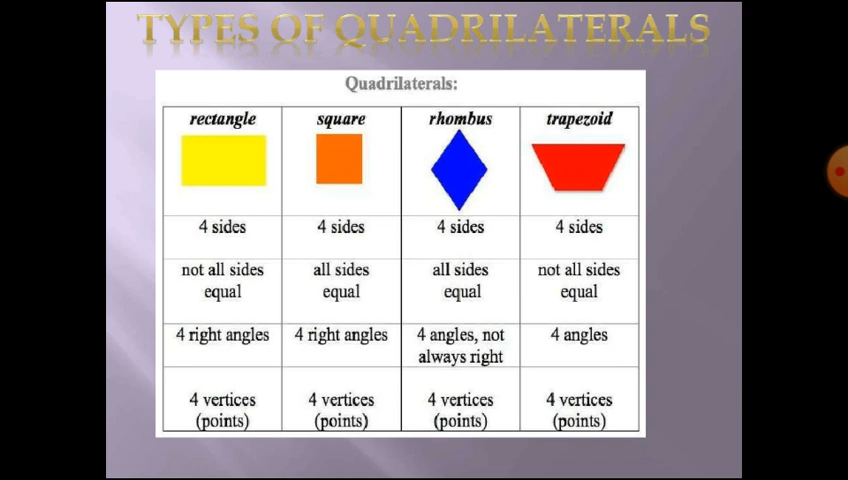 TYPES OF QUADRILATERALS
Quadrilaterals:
rectangle square rhombus trapezoid
4 sides 4 sides 4 sides 4 sides
not all sides equal all sides equal all sides equal not all sides equal
4 right angles 4 right angles 4 angles, not always right 4 angles
4 vertices (points) 4 vertices (points) 4 vertices (points) 4 vertices (points)